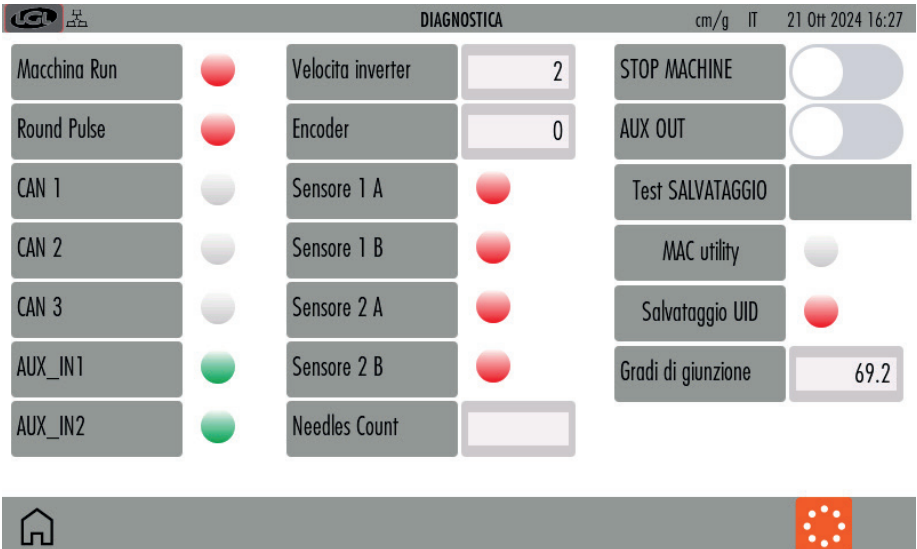 LGL DIAGNOSTICA cm/g IT 21 Ott 2024 16:27
Macchina Run
Round Pulse
CAN 1
CAN 2
CAN 3
AUX_IN1
AUX_IN2
Velocita inverter 2
Encoder 0
Sensore 1 A
Sensore 1 B
Sensore 2 A
Sensore 2 B
Needles Count
STOP MACHINE
AUX OUT
Test SALVATAGGIO
MAC utility
Salvataggio UID
Gradi di giunzione 69.2